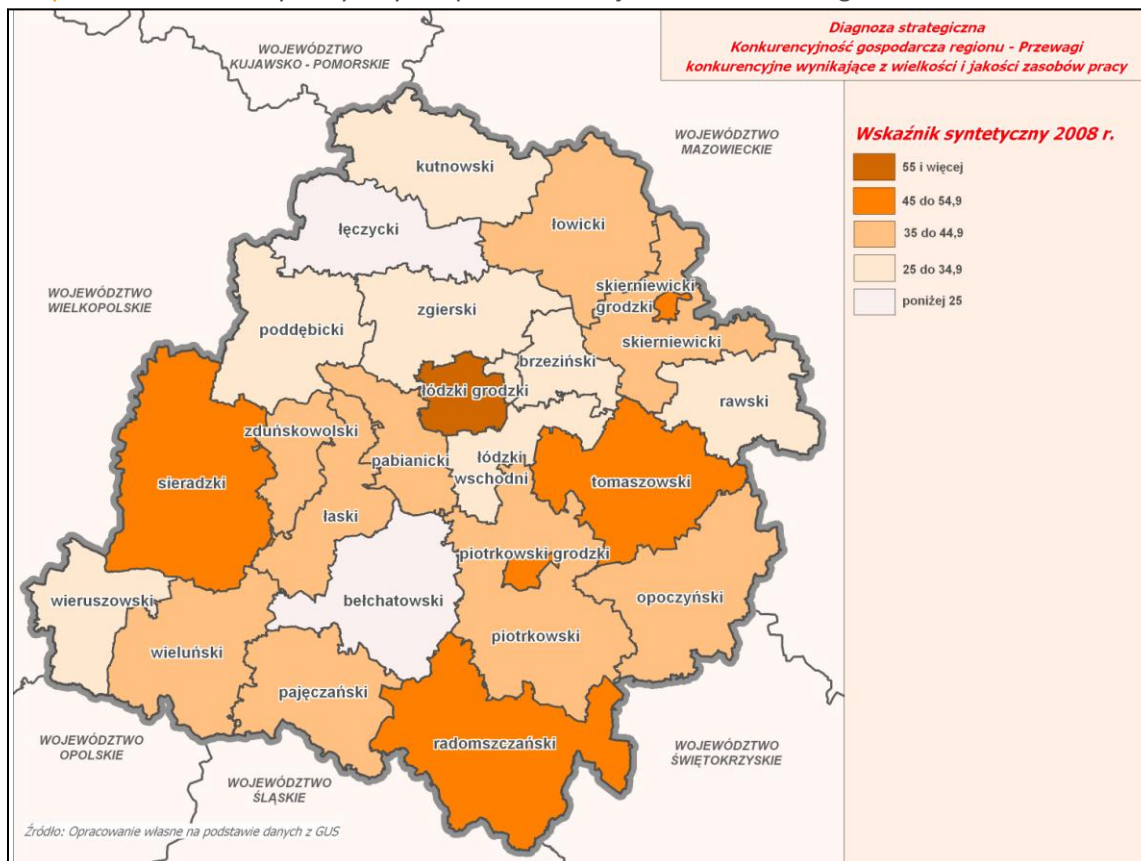 Diagnoza strategiczna
Konkurencyjność gospodarcza regionu - Przewagi
konkurencyjne wynikające z wielkości i jakości zasobów pracy
WOJEWÓDZTWO
KUJAWSKO - POMORSKIE
WOJEWÓDZTWO
MAZOWIECKIE
Wskaźnik syntetyczny 2008 r.
55 i więcej
45 do 54,9
35 do 44,9
25 do 34,9
poniżej 25
kutnowski
łęczycki
łowicki
WOJEWÓDZTWO
WIELKOPOLSKIE
skierniewicki
grodzki
zgierski
poddębicki
skierniewicki
brzeziński
łódzki grodzki
rawski
zduńskowolski
pabianicki
łódzki
wschodni
sieradzki
tomaszowski
łaski
piotrkowski grodzki
wieruszowski
bełchatowski
opoczyński
piotrkowski
wieluński
pajęczański
radomszczański
WOJEWÓDZTWO
OPOLSKIE
WOJEWÓDZTWO
ŚWIĘTOKRZYSKIE
WOJEWÓDZTWO
ŚLĄSKIE
Źródło: Opracowanie własne na podstawie danych z GUS